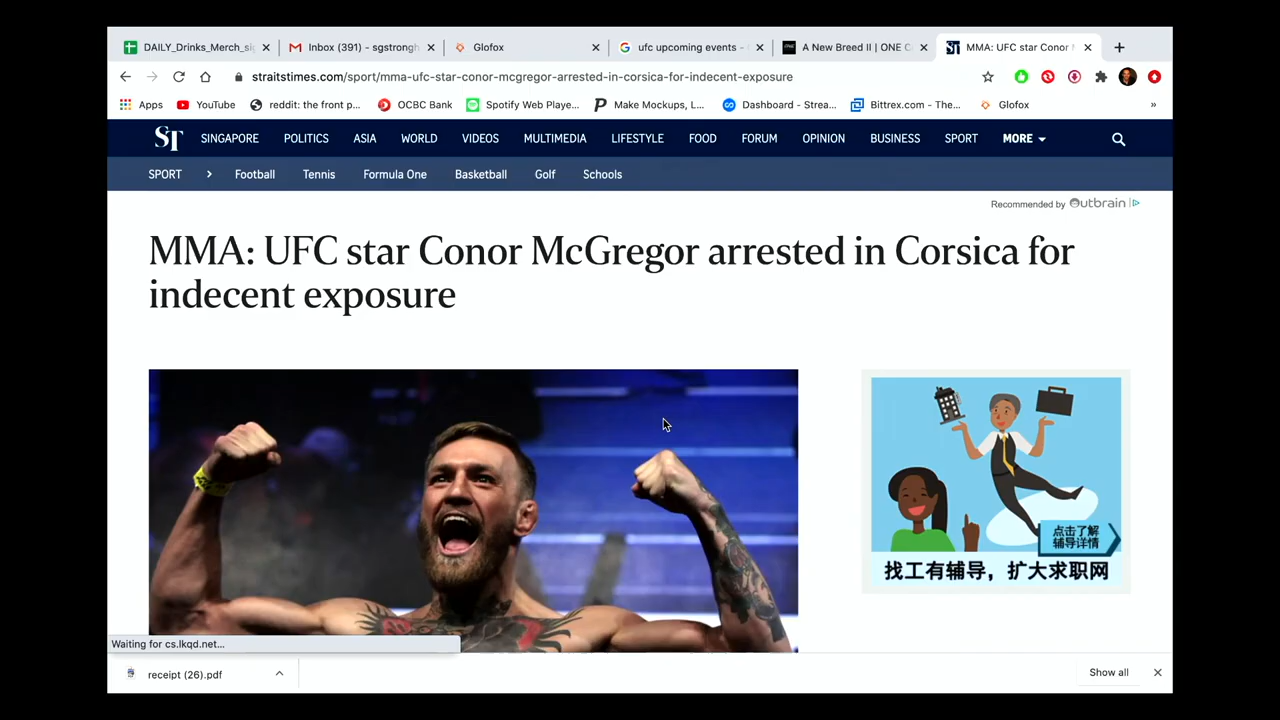 DAILY_Drinks_Merch_si
Inbox (391) - sgstrongh
Glofox
ufc upcoming events -
A New Breed II | ONE C
MMA: UFC star Conor
straitstimes.com/sport/mma-ufc-star-conor-mcgregor-arrested-in-corsica-for-indecent-exposure
Apps
YouTube
reddit: the front p...
OCBC Bank
Spotify Web Playe...
Make Mockups, L...
Dashboard - Strea...
Bittrex.com - The...
Glofox
»
ST
SINGAPORE
POLITICS
ASIA
WORLD
VIDEOS
MULTIMEDIA
LIFESTYLE
FOOD
FORUM
OPINION
BUSINESS
SPORT
MORE
SPORT
Football
Tennis
Formula One
Basketball
Golf
Schools
Recommended by Outbrain
MMA: UFC star Conor McGregor arrested in Corsica for
indecent exposure
点击了解
辅导详情
找工有辅导，扩大求职网
Waiting for cs.lkqd.net...
receipt (26).pdf
Show all